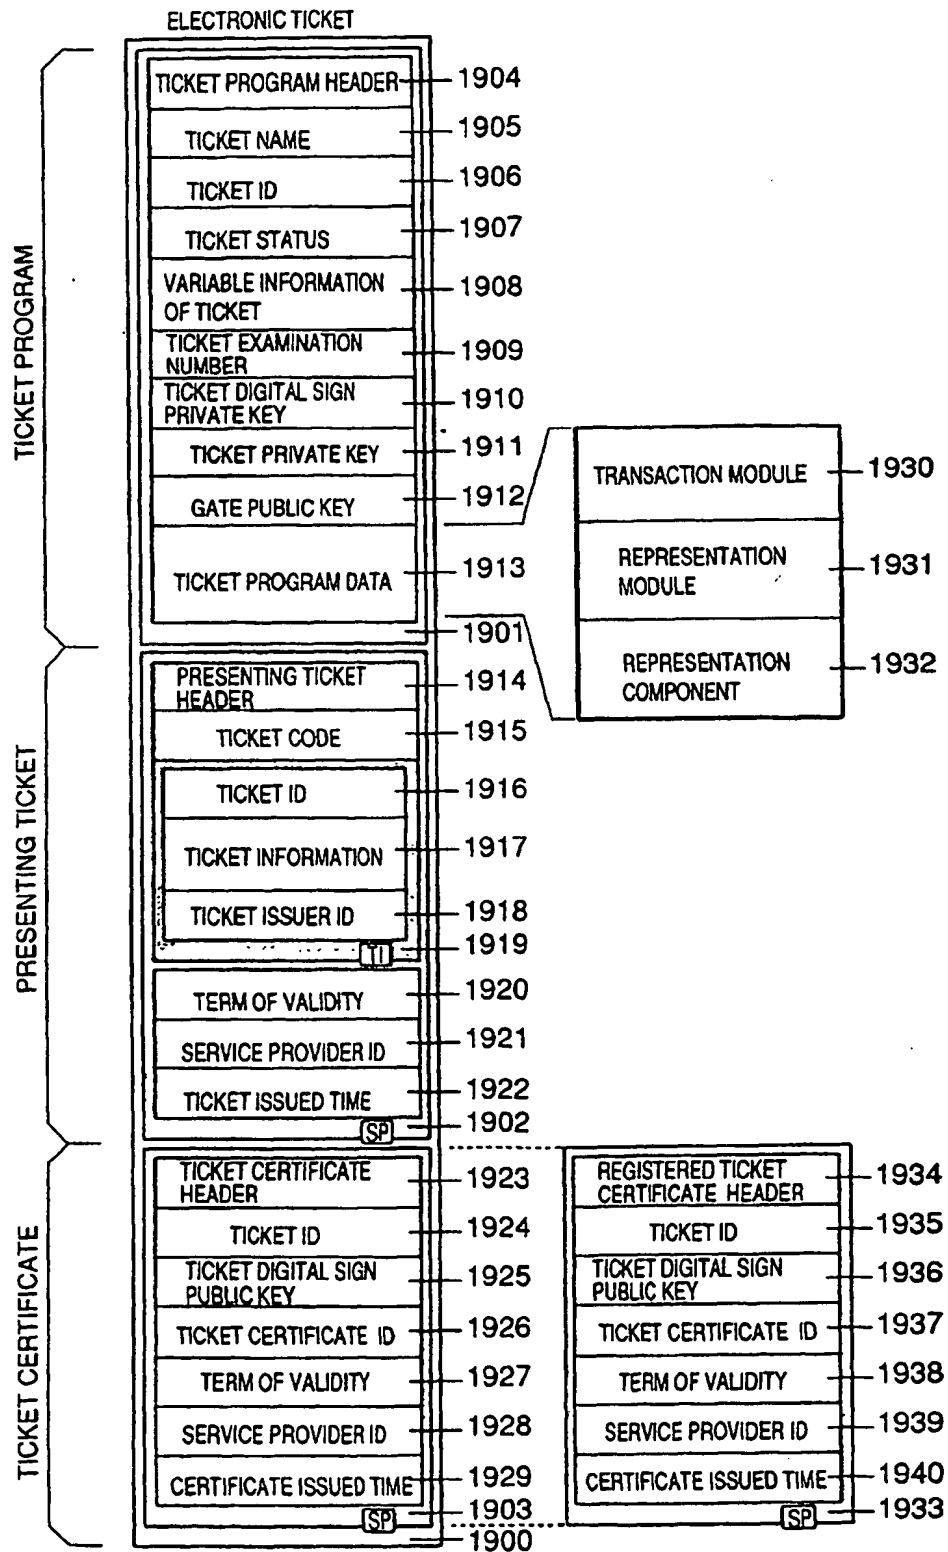 ELECTRONIC TICKET
TICKET PROGRAM
TICKET PROGRAM HEADER 1904
TICKET NAME 1905
TICKET ID 1906
TICKET STATUS 1907
VARIABLE INFORMATION
OF TICKET 1908
TICKET EXAMINATION
NUMBER 1909
TICKET DIGITAL SIGN
PRIVATE KEY 1910
TICKET PRIVATE KEY 1911
GATE PUBLIC KEY 1912
TICKET PROGRAM DATA 1913
1901
TRANSACTION MODULE 1930
REPRESENTATION
MODULE 1931
REPRESENTATION
COMPONENT 1932
PRESENTING TICKET
PRESENTING TICKET
HEADER 1914
TICKET CODE 1915
TICKET ID 1916
TICKET INFORMATION 1917
TICKET ISSUER ID 1918
TI 1919
TERM OF VALIDITY 1920
SERVICE PROVIDER ID 1921
TICKET ISSUED TIME 1922
SP 1902
TICKET CERTIFICATE
TICKET CERTIFICATE
HEADER 1923
TICKET ID 1924
TICKET DIGITAL SIGN
PUBLIC KEY 1925
TICKET CERTIFICATE ID 1926
TERM OF VALIDITY 1927
SERVICE PROVIDER ID 1928
CERTIFICATE ISSUED TIME 1929
SP 1903
1900
REGISTERED TICKET
CERTIFICATE HEADER 1934
TICKET ID 1935
TICKET DIGITAL SIGN
PUBLIC KEY 1936
TICKET CERTIFICATE ID 1937
TERM OF VALIDITY 1938
SERVICE PROVIDER ID 1939
CERTIFICATE ISSUED TIME 1940
SP 1933